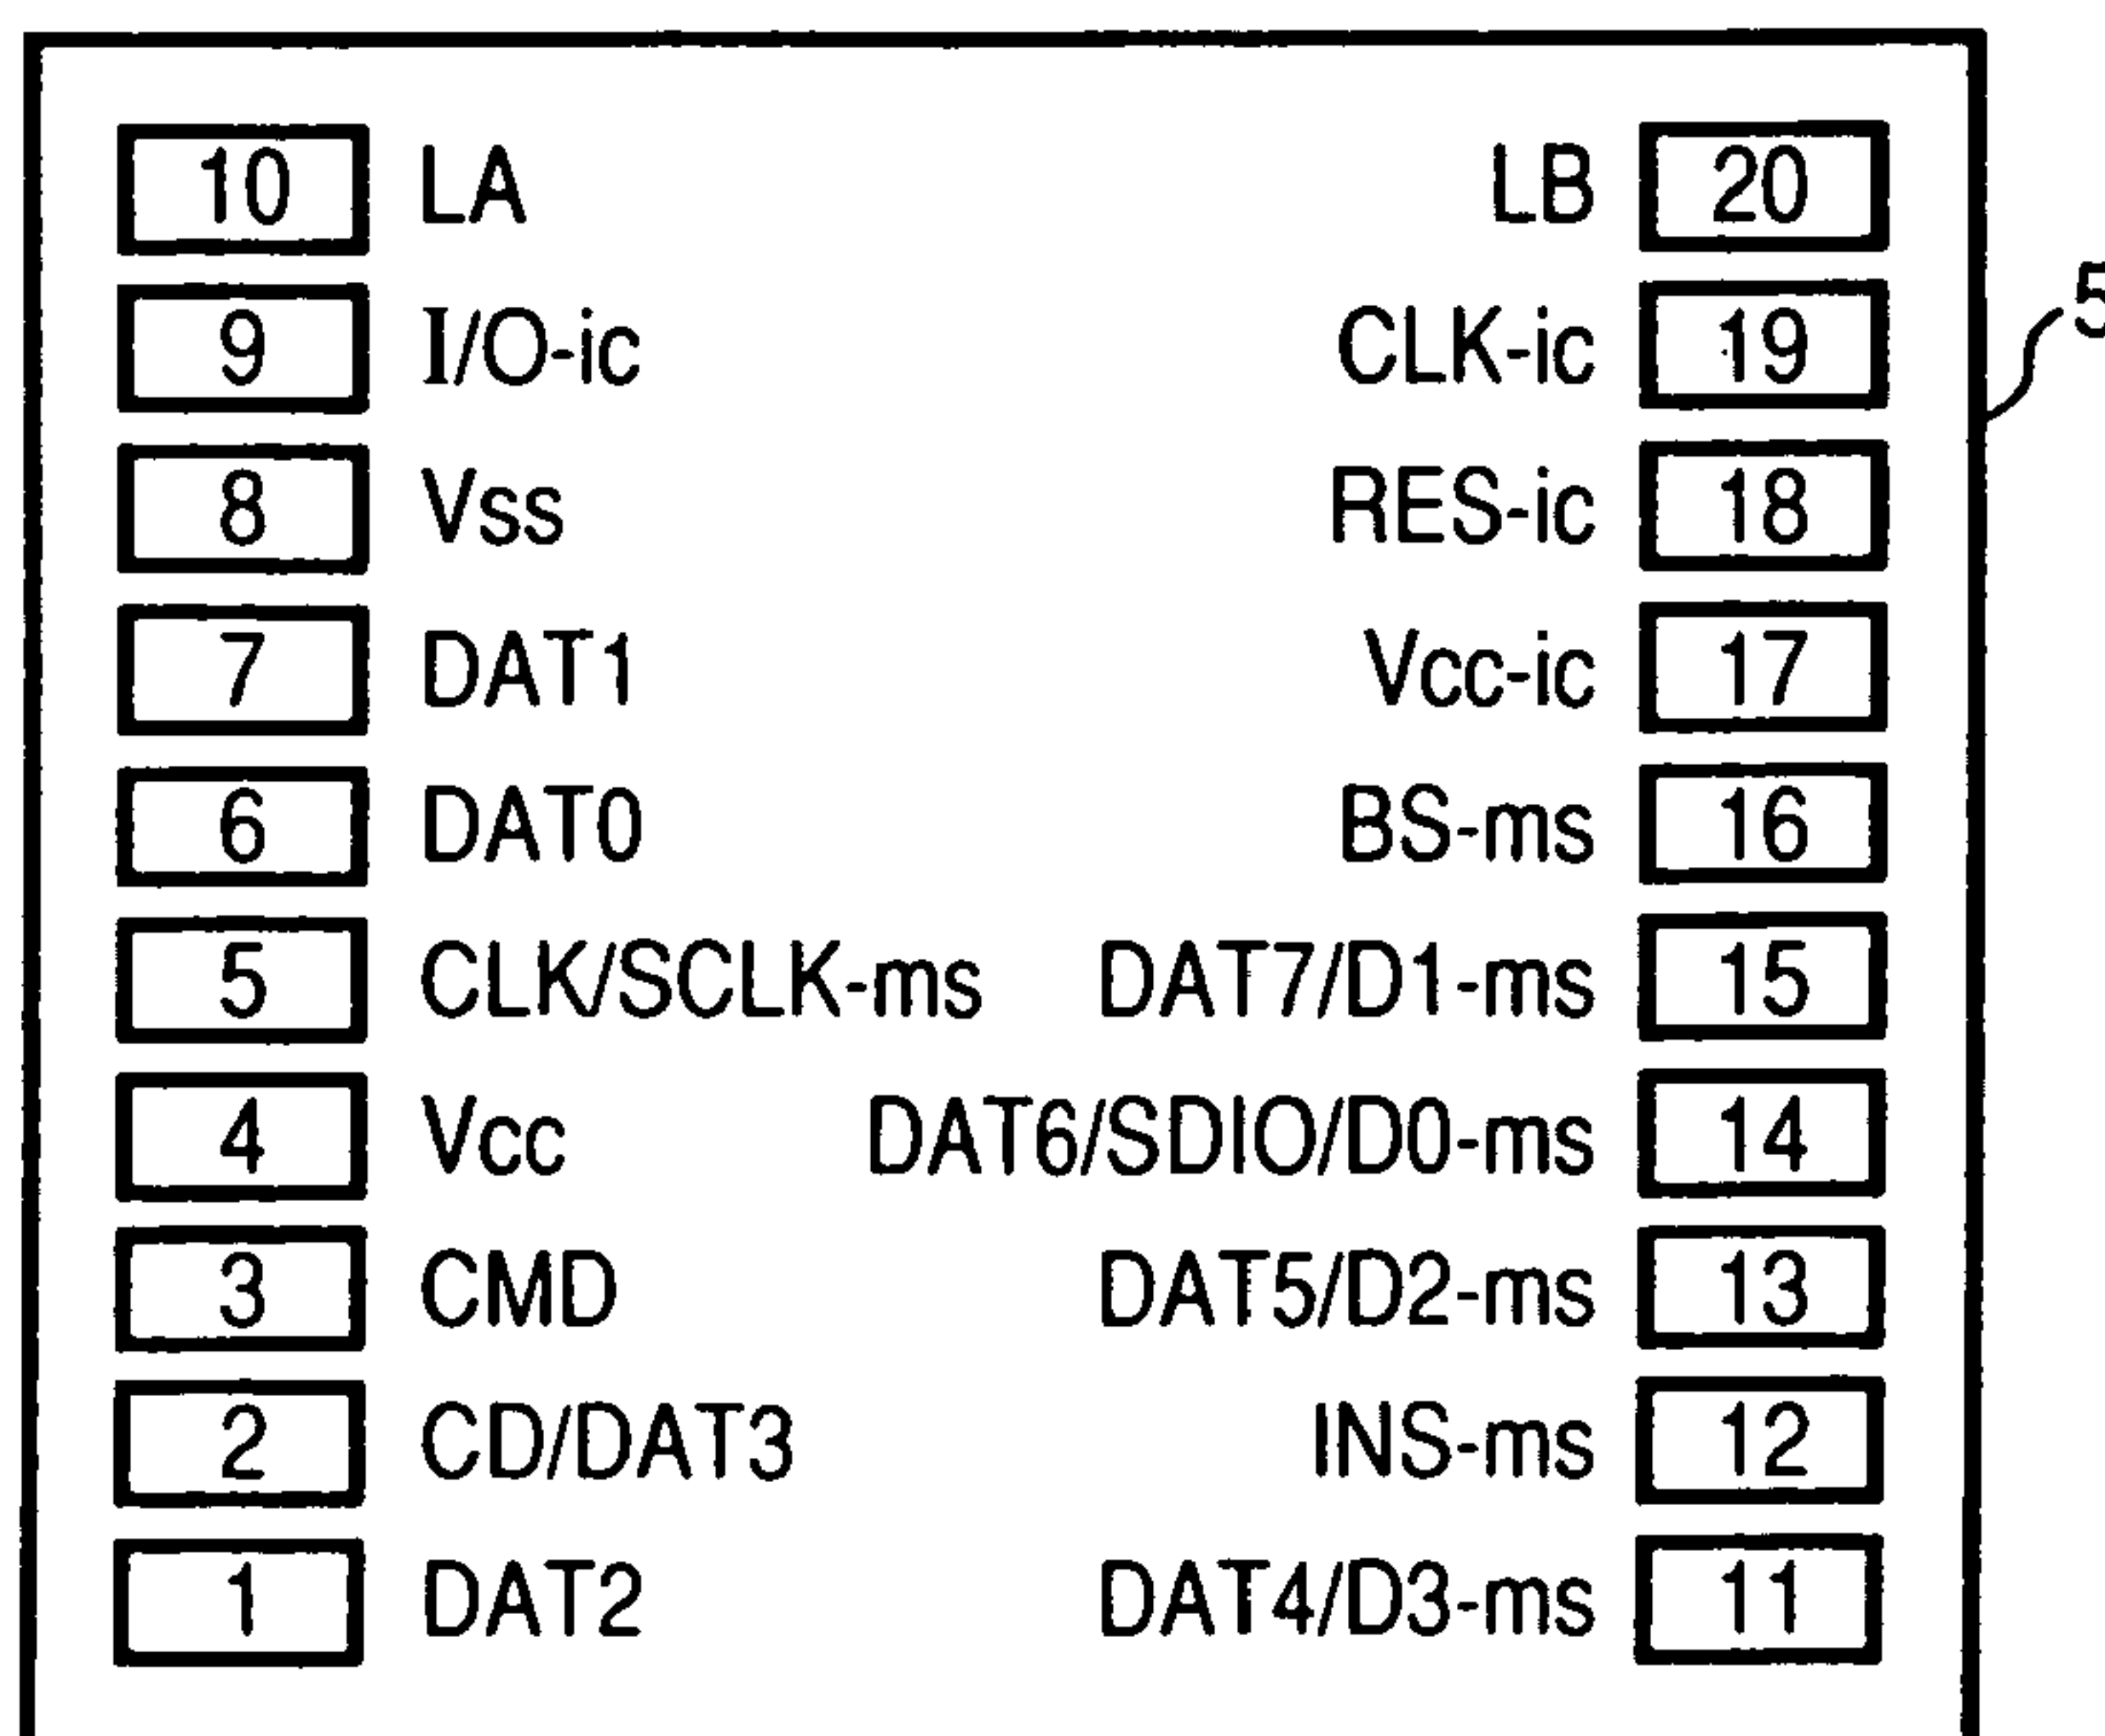 10 LA LB 20
9 I/O-ic CLK-ic 19 5
8 Vss RES-ic 18
7 DAT1 Vcc-ic 17
6 DAT0 BS-ms 16
5 CLK/SCLK-ms DAT7/D1-ms 15
4 Vcc DAT6/SDIO/D0-ms 14
3 CMD DAT5/D2-ms 13
2 CD/DAT3 INS-ms 12
1 DAT2 DAT4/D3-ms 11